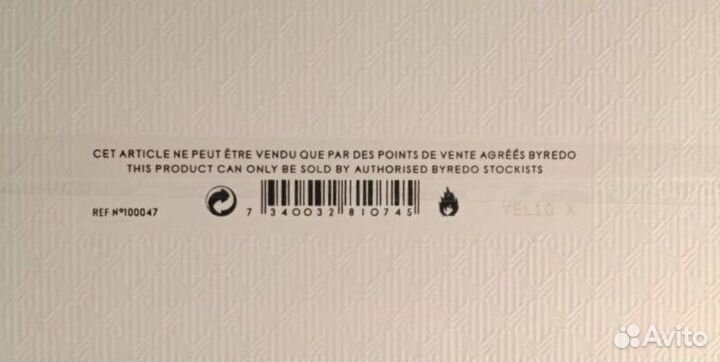 CET ARTICLE NE PEUT ÊTRE VENDU QUE PAR DES POINTS DE VENTE AGRÉÉS BYREDO
THIS PRODUCT CAN ONLY BE SOLD BY AUTHORISED BYREDO STOCKISTS
REF Nº100047
7 340032 810745
YEL10 X
Avito